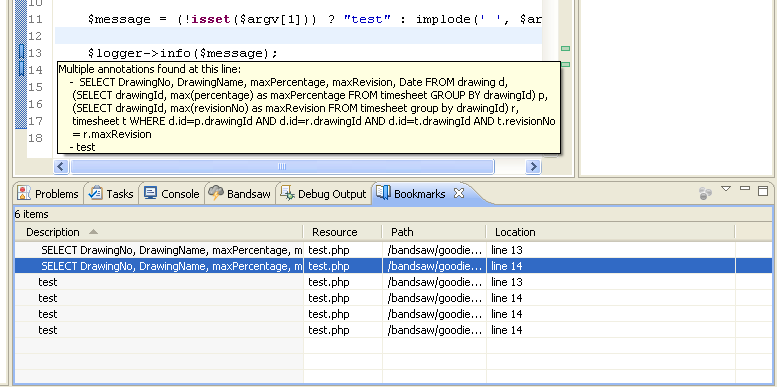 10
11 $message = (!isset($argv[1])) ? "test" : implode(' ', $ar
12
13 $logger->info($message);
14
Multiple annotations found at this line:
- SELECT DrawingNo, DrawingName, maxPercentage, maxRevision, Date FROM drawing d,
(SELECT drawingId, max(percentage) as maxPercentage FROM timesheet GROUP BY drawingId) p,
(SELECT drawingId, max(revisionNo) as maxRevision FROM timesheet group by drawingId) r,
timesheet t WHERE d.id=p.drawingId AND d.id=r.drawingId AND d.id=t.drawingId AND t.revisionNo
= r.maxRevision
- test
15
16
17
18
Problems Tasks Console Bandsaw Debug Output Bookmarks
6 items
Description Resource Path Location
SELECT DrawingNo, DrawingName, maxPercentage, m test.php /bandsaw/goodie... line 13
SELECT DrawingNo, DrawingName, maxPercentage, m test.php /bandsaw/goodie... line 14
test test.php /bandsaw/goodie... line 13
test test.php /bandsaw/goodie... line 14
test test.php /bandsaw/goodie... line 14
test test.php /bandsaw/goodie... line 14